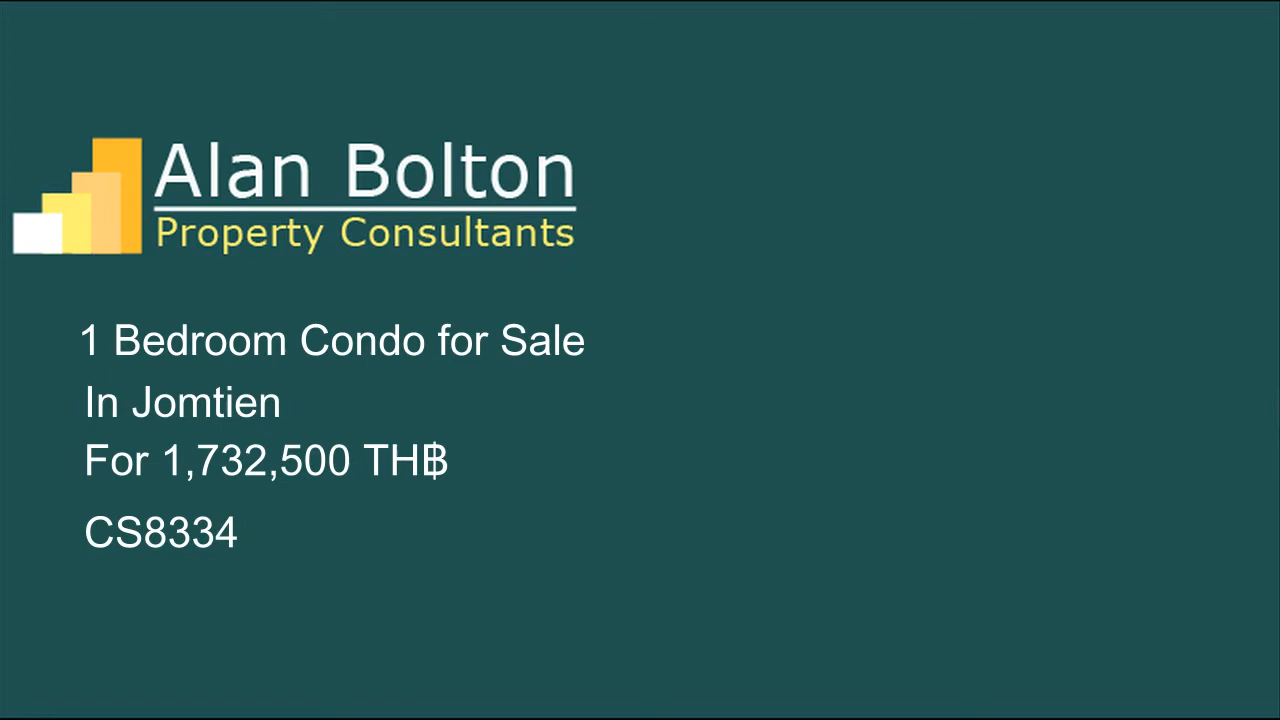 Alan Bolton
Property Consultants
1 Bedroom Condo for Sale
In Jomtien
For 1,732,500 TH฿
CS8334